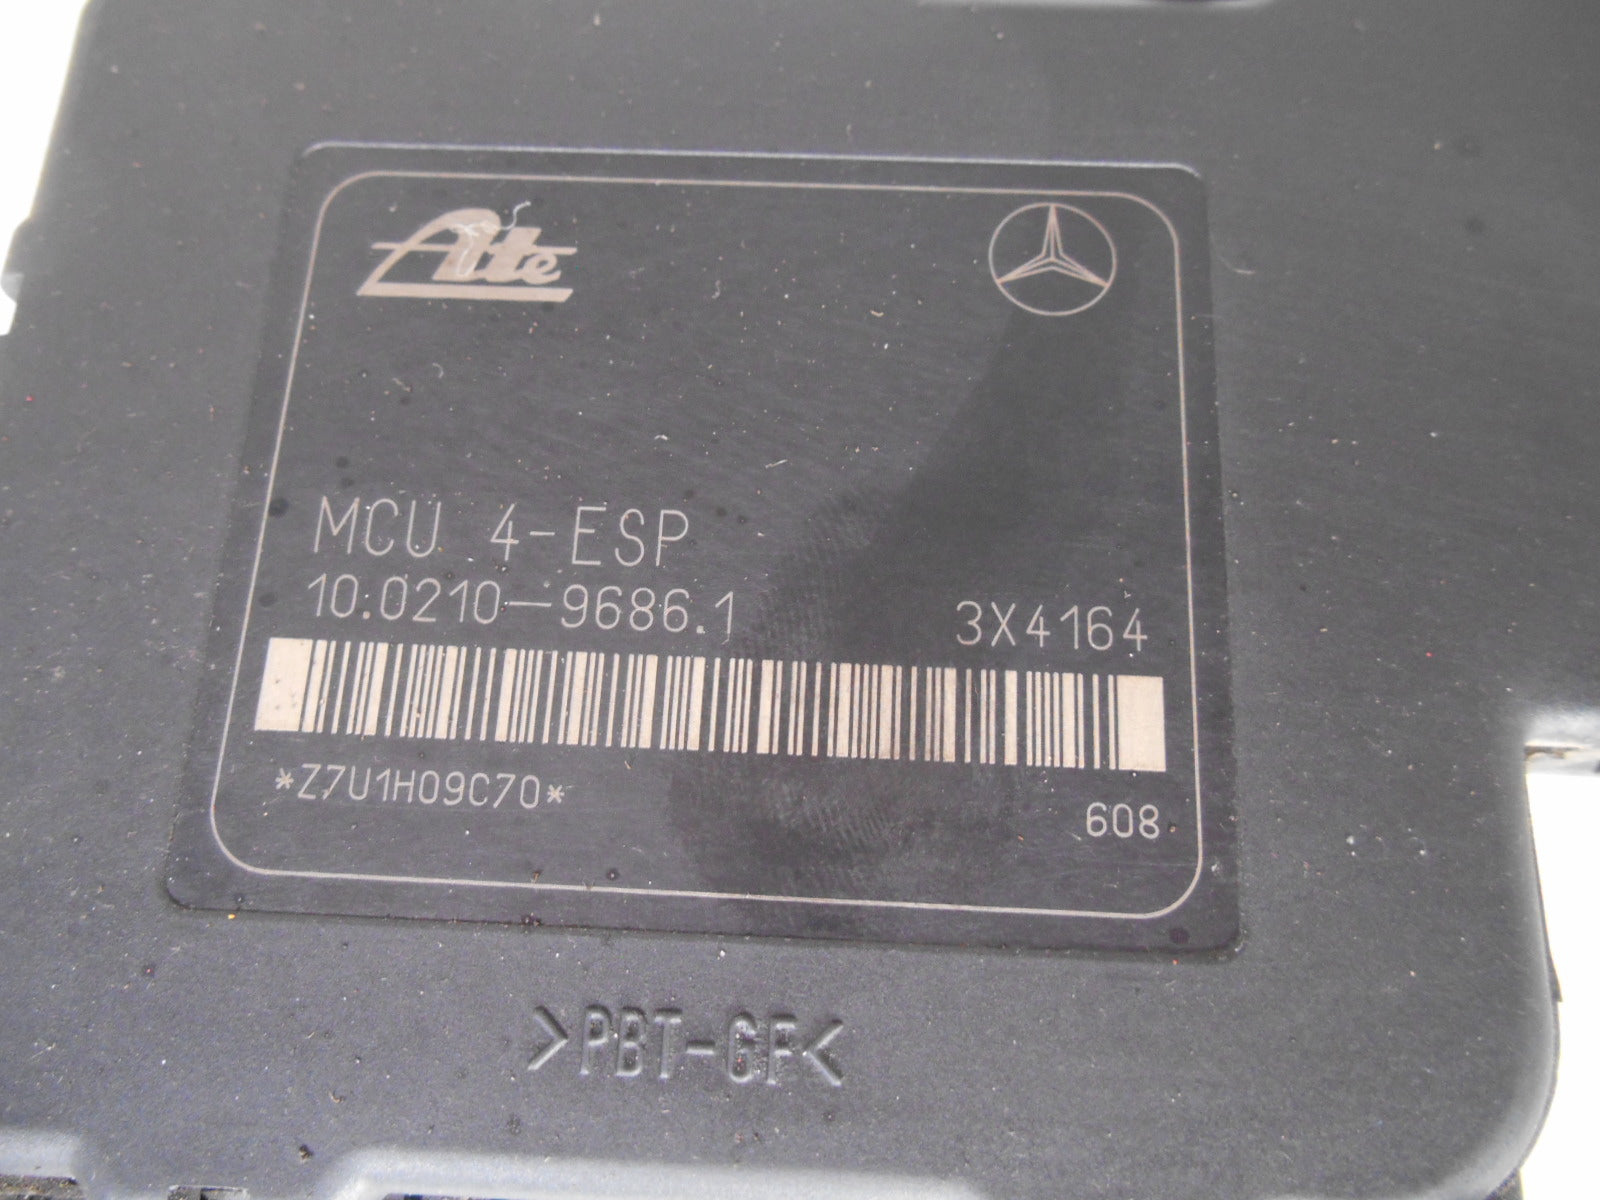 Ate
MCU 4-ESP
10.0210-9686.1 3X4164
*Z7U1H09C70*
608
>PBT-GF<